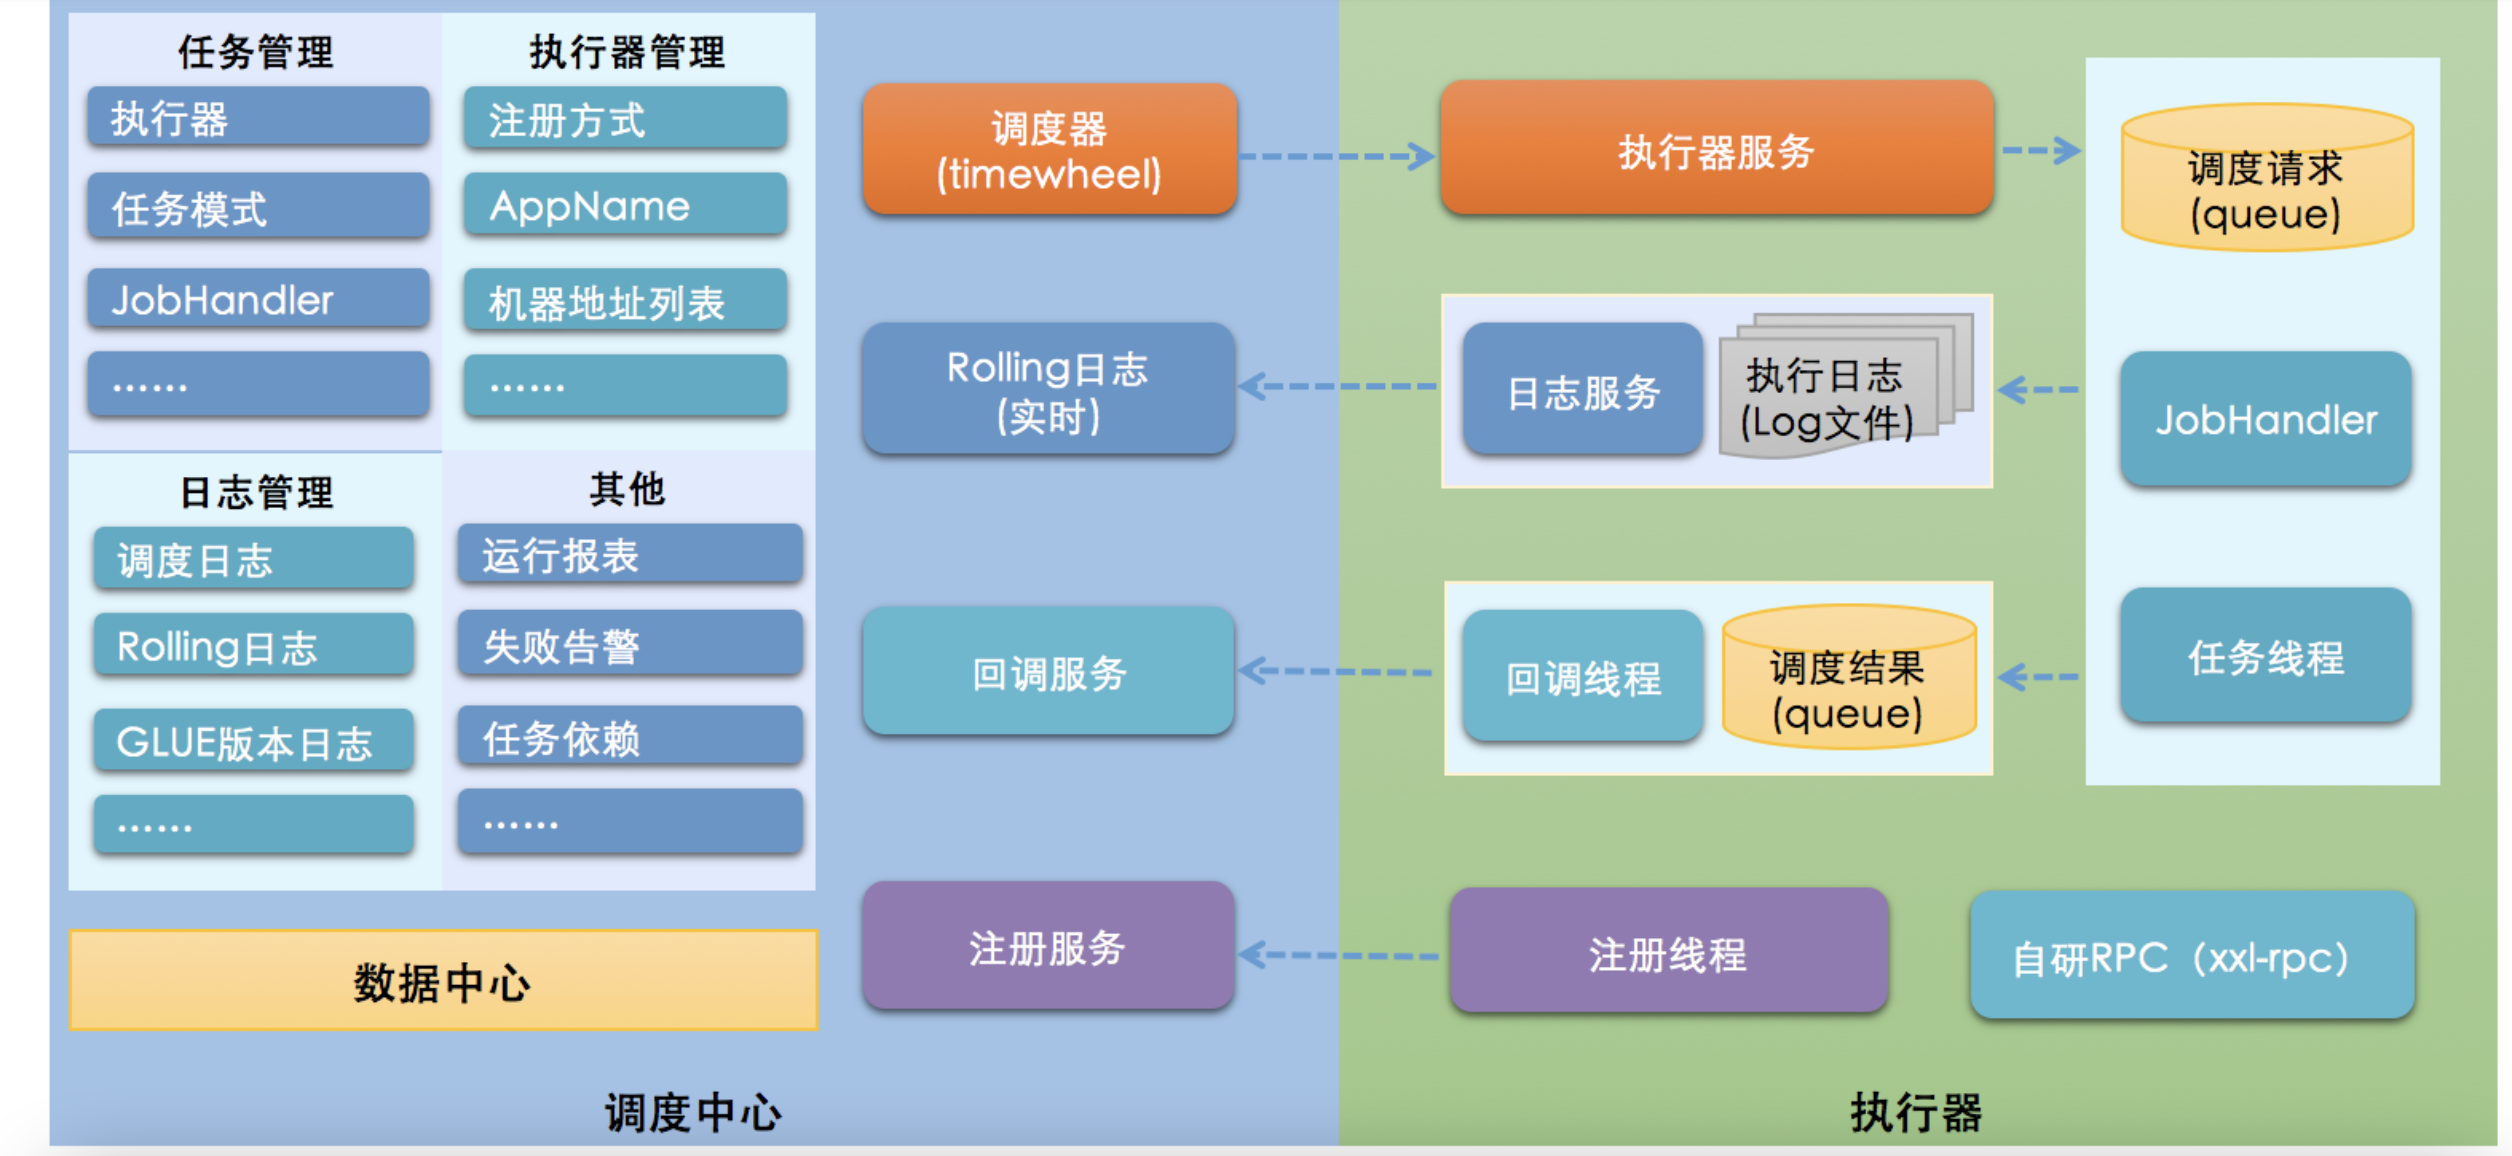 任务管理
执行器
任务模式
JobHandler
……
执行器管理
注册方式
AppName
机器地址列表
……
日志管理
调度日志
Rolling日志
GLUE版本日志
……
其他
运行报表
失败告警
任务依赖
……
数据中心
调度器
(timewheel)
Rolling日志
(实时)
回调服务
注册服务
调度中心
执行器服务
日志服务
执行日志
(Log文件)
回调线程
调度结果
(queue)
注册线程
调度请求
(queue)
JobHandler
任务线程
自研RPC（xxl-rpc）
执行器